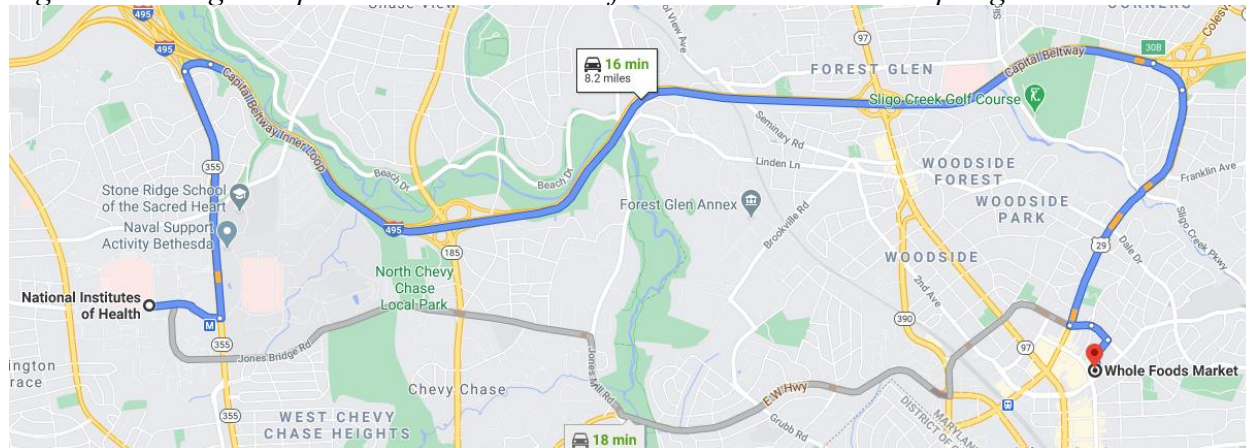 495
495
Capital Beltway Inner Loop
355
Stone Ridge School
of the Sacred Heart
Naval Support
Activity Bethesda
National Institutes
of Health
M
355
355
Jones Bridge Rd
WEST CHEVY
CHASE HEIGHTS
Chevy Chase
North Chevy
Chase
Local Park
185
495
Beach Dr
Beach Dr
16 min
8.2 miles
Forest Glen Annex
Jones Mill Rd
18 min
E.W. Hwy
Grubb Rd
Brookville Rd
Linden Ln
Seminary Rd
97
FOREST GLEN
Sligo Creek Golf Course
Capital Beltway
30B
WOODSIDE
FOREST
WOODSIDE
PARK
WOODSIDE
2nd Ave
390
97
29
Dale Dr
Sligo Creek Pkwy
Franklin Ave
Whole Foods Market
MARYLAND